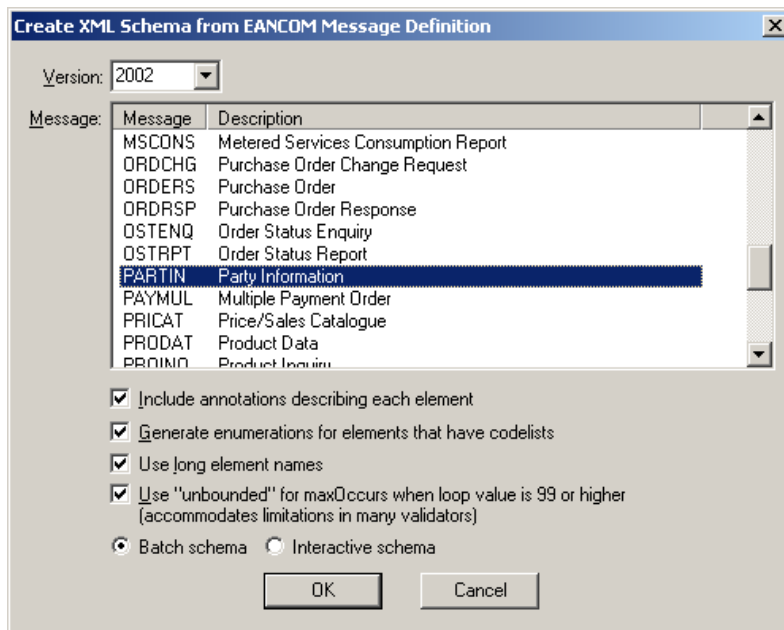 Create XML Schema from EANCOM Message Definition
Version: 2002
Message: Message Description
MSCONS Metered Services Consumption Report
ORDCHG Purchase Order Change Request
ORDERS Purchase Order
ORDRSP Purchase Order Response
OSTENQ Order Status Enquiry
OSTRPT Order Status Report
PARTIN Party Information
PAYMUL Multiple Payment Order
PRICAT Price/Sales Catalogue
PRODAT Product Data
PROINQ Product Inquiry
Include annotations describing each element
Generate enumerations for elements that have codelists
Use long element names
Use "unbounded" for maxOccurs when loop value is 99 or higher
(accommodates limitations in many validators)
Batch schema Interactive schema
OK Cancel